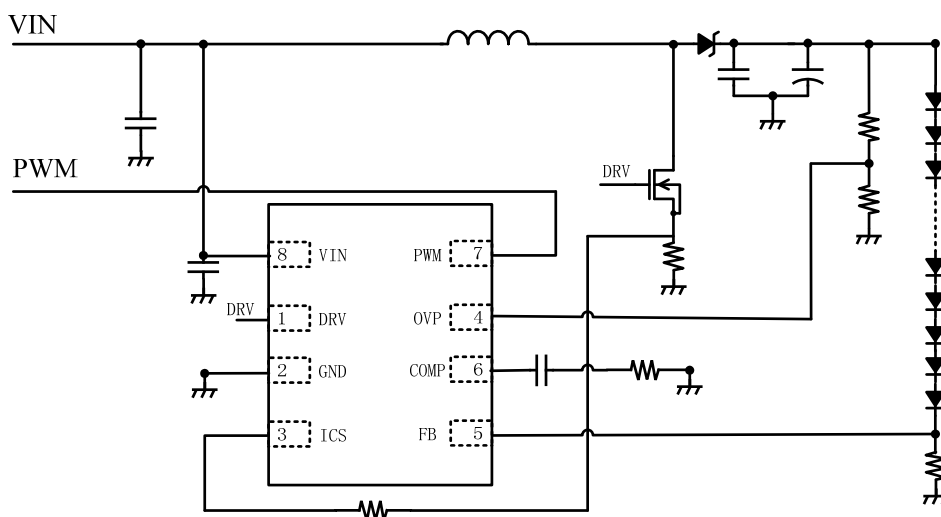 VIN
PWM
DRV
8 VIN
PWM 7
DRV
1 DRV
OVP 4
2 GND
COMP 6
3 ICS
FB 5